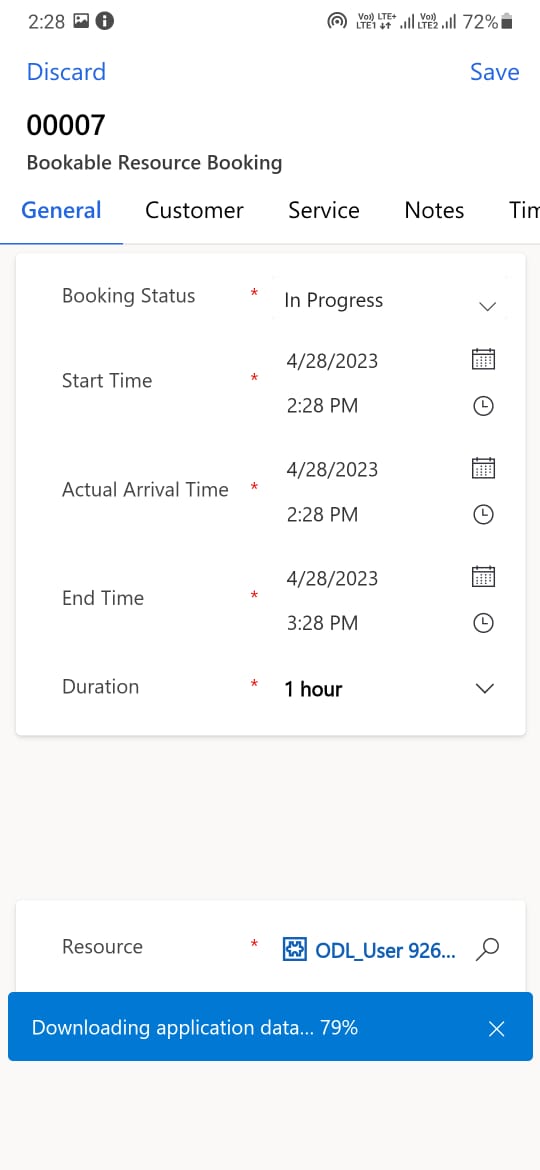 2:28 72%
Vo) LTE+ Vo))
LTE1 LTE2
Discard Save
00007
Bookable Resource Booking
General Customer Service Notes Tim
Booking Status * In Progress
4/28/2023
Start Time *
2:28 PM
4/28/2023
Actual Arrival Time *
2:28 PM
4/28/2023
End Time *
3:28 PM
Duration * 1 hour
Resource * ODL_User 926...
Downloading application data... 79%